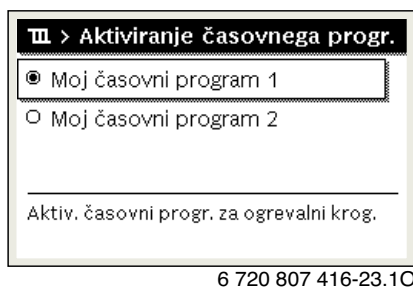 > Aktiviranje časovnega progr.
Moj časovni program 1
Moj časovni program 2
Aktiv. časovni progr. za ogrevalni krog.
6 720 807 416-23.1O